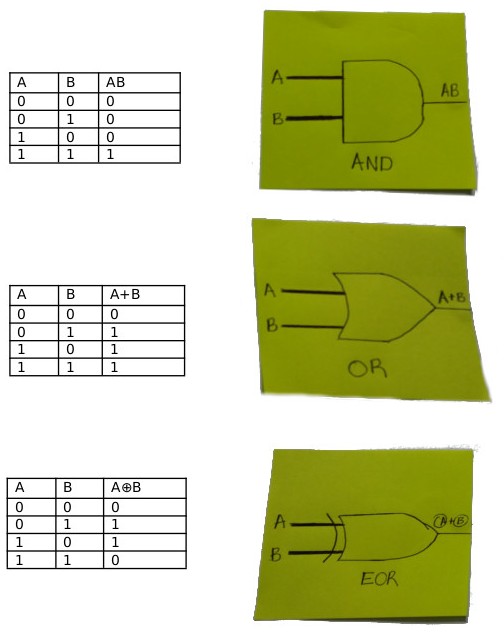 A B AB
0 0 0
0 1 0
1 0 0
1 1 1
A
B
AB
AND
A B A+B
0 0 0
0 1 1
1 0 1
1 1 1
A
B
A+B
OR
A B A⊕B
0 0 0
0 1 1
1 0 1
1 1 0
A
B
Ⓐ+Ⓑ
EOR